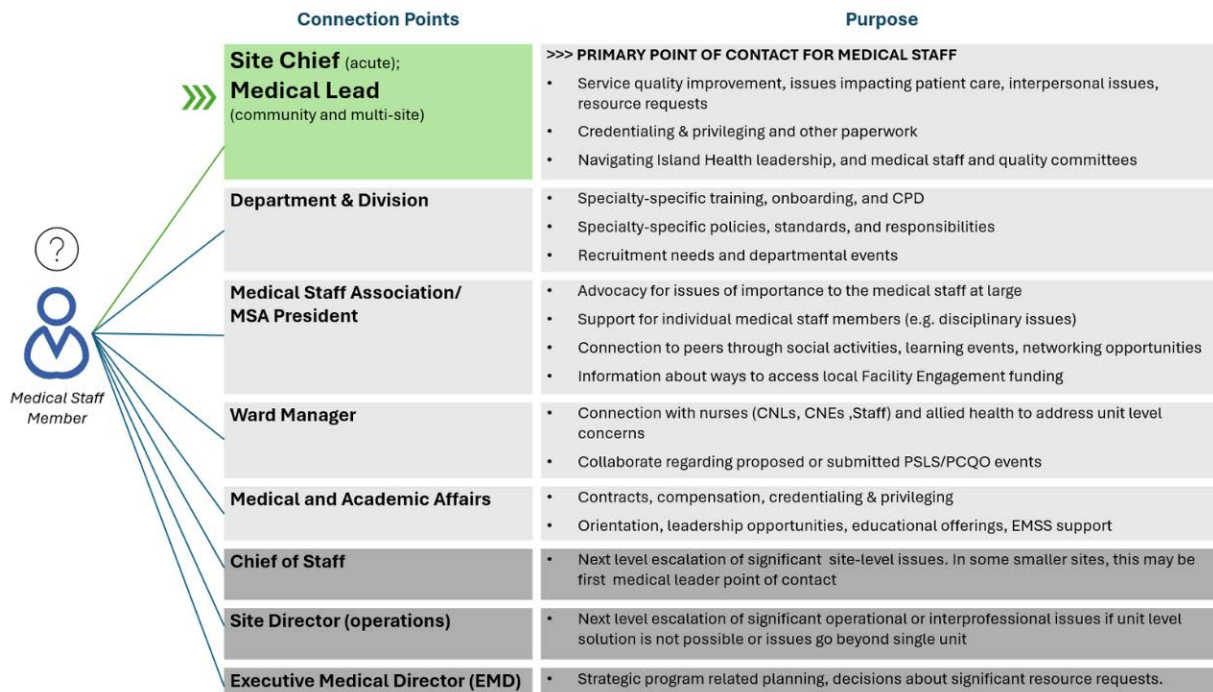 Connection Points
Purpose
Site Chief (acute);
Medical Lead
(community and multi-site)
>>> PRIMARY POINT OF CONTACT FOR MEDICAL STAFF
• Service quality improvement, issues impacting patient care, interpersonal issues,
resource requests
• Credentialing & privileging and other paperwork
• Navigating Island Health leadership, and medical staff and quality committees
Department & Division
• Specialty-specific training, onboarding, and CPD
• Specialty-specific policies, standards, and responsibilities
• Recruitment needs and departmental events
?
Medical Staff
Member
Medical Staff Association/
MSA President
• Advocacy for issues of importance to the medical staff at large
• Support for individual medical staff members (e.g. disciplinary issues)
• Connection to peers through social activities, learning events, networking opportunities
• Information about ways to access local Facility Engagement funding
Ward Manager
• Connection with nurses (CNLs, CNEs ,Staff) and allied health to address unit level
concerns
• Collaborate regarding proposed or submitted PSLS/PCQO events
Medical and Academic Affairs
• Contracts, compensation, credentialing & privileging
• Orientation, leadership opportunities, educational offerings, EMSS support
Chief of Staff
• Next level escalation of significant site-level issues. In some smaller sites, this may be
first medical leader point of contact
Site Director (operations)
• Next level escalation of significant operational or interprofessional issues if unit level
solution is not possible or issues go beyond single unit
Executive Medical Director (EMD)
• Strategic program related planning, decisions about significant resource requests.